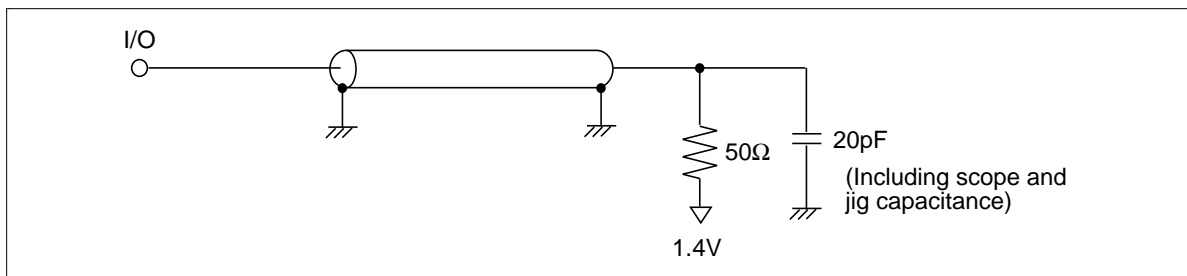 I/O
50Ω
20pF
(Including scope and
jig capacitance)
1.4V